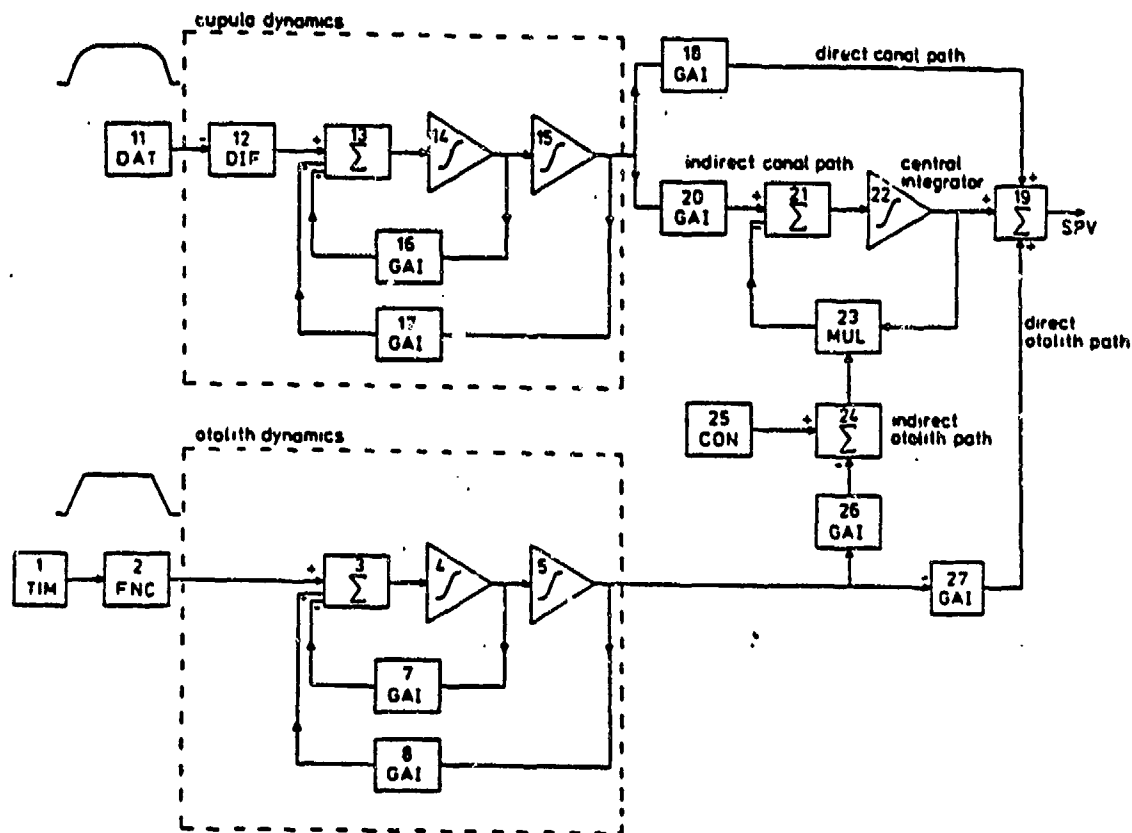 cupula dynamics
18
GAI
direct canal path
11
DAT
-
12
DIF
+
-
-
13
Σ
14
∫
15
∫
indirect canal path
20
GAI
+
-
21
Σ
central
integrator
22
∫
+
+
+
19
Σ
SPV
16
GAI
17
GAI
23
MUL
direct
otolith path
25
CON
+
-
24
Σ
indirect
otolith path
otolith dynamics
26
GAI
1
TIM
2
FNC
+
-
-
3
Σ
4
∫
5
∫
-
27
GAI
7
GAI
8
GAI